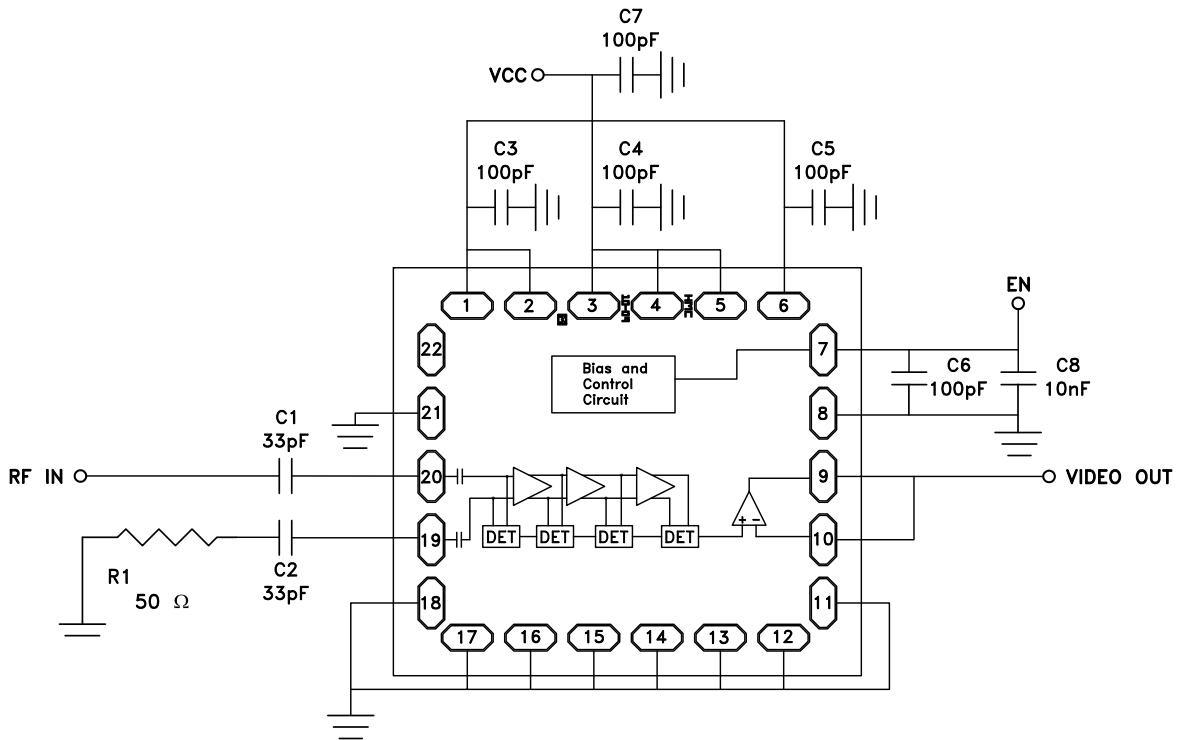 C7
100pF
VCC
C3
100pF
C4
100pF
C5
100pF
1
2
3
4
5
6
EN
22
7
Bias and
Control
Circuit
C6
100pF
C8
10nF
21
8
C1
33pF
RF IN
20
9
VIDEO OUT
19
DET
DET
DET
DET
+ -
10
C2
33pF
R1
50 Ω
18
11
17
16
15
14
13
12